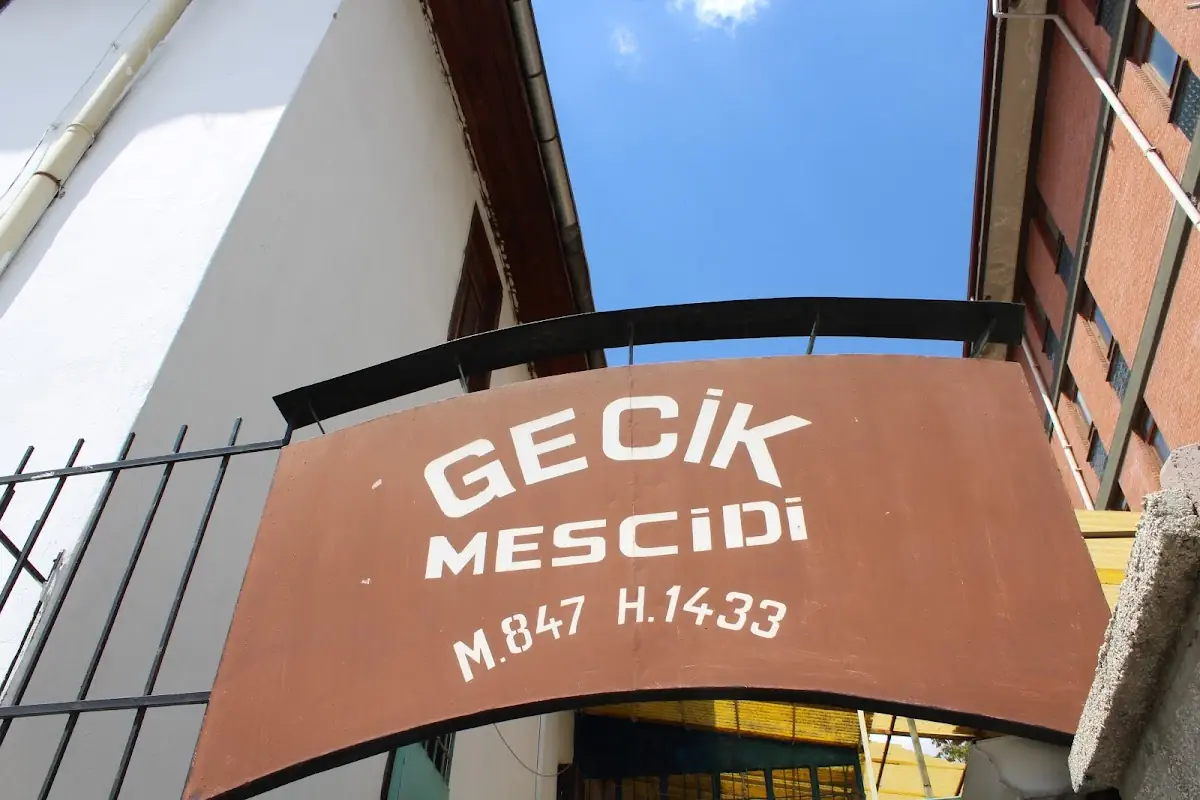 GECİK
MESCİDİ
M.847 H.1433